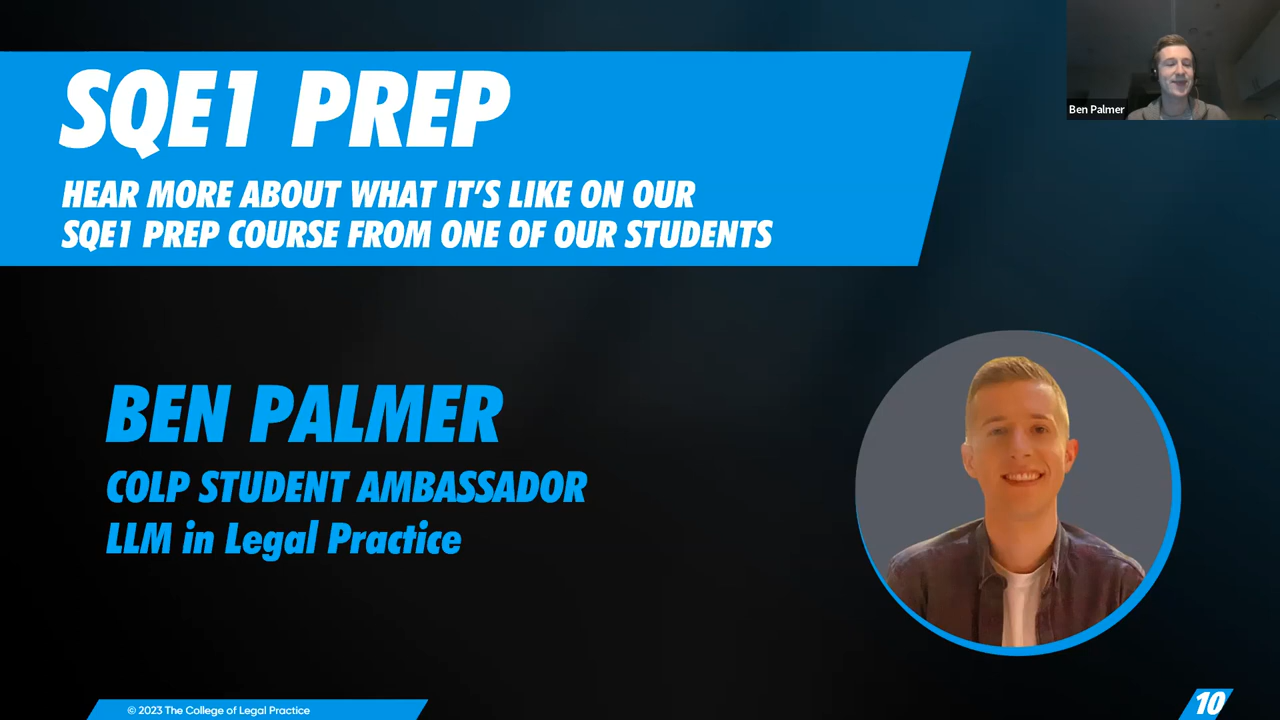 SQE1 PREP
HEAR MORE ABOUT WHAT IT'S LIKE ON OUR
SQE1 PREP COURSE FROM ONE OF OUR STUDENTS
Ben Palmer
BEN PALMER
COLP STUDENT AMBASSADOR
LLM in Legal Practice
© 2023 The College of Legal Practice
10